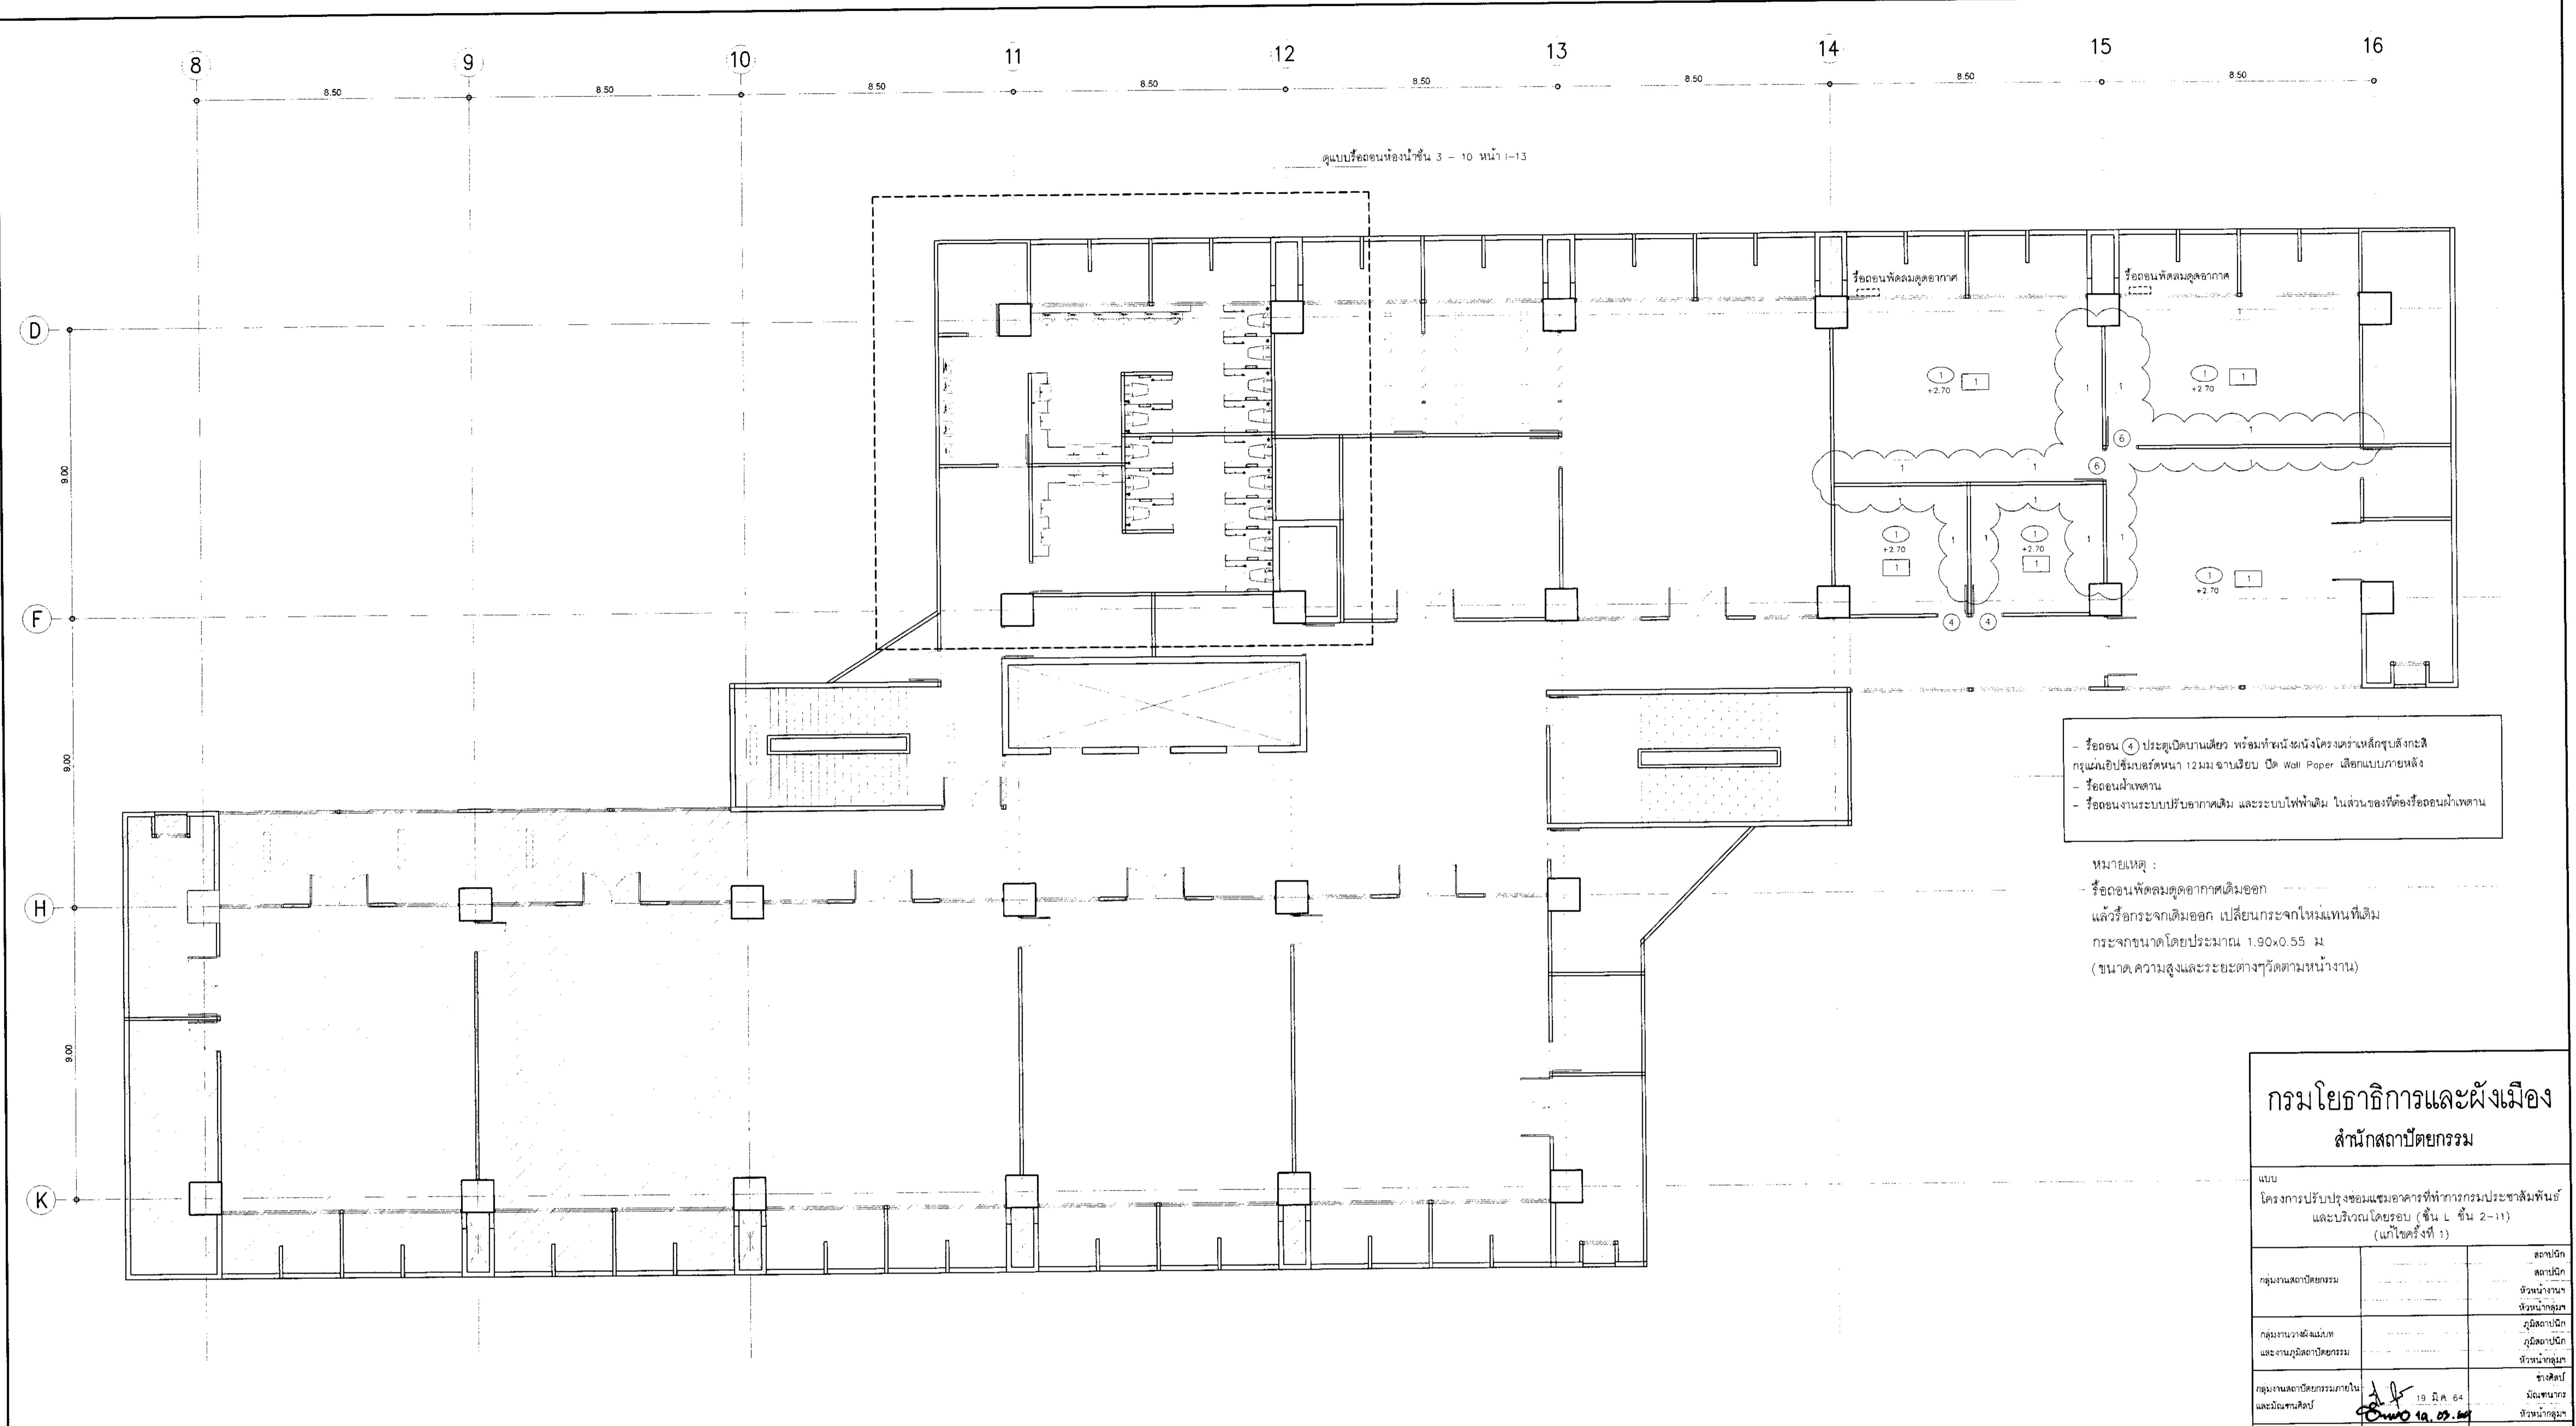 8 9 10 11 12 13 14 15 16
8.50 8.50 8.50 8.50 8.50 8.50 8.50 8.50
ดูแบบรื้อถอนห้องน้ำชั้น 3 - 10 หน้า I-13
รื้อถอนพัดลมดูดอากาศ
รื้อถอนพัดลมดูดอากาศ
D
1
1 1
+2.70
1 1
+2.70
1 1
6
1
9.00
1 1 6 1
1 1
1
+2.70
1
1
+2.70
1
1 1 1 1
1 1
+2.70
F
4 4
9.00
- รื้อถอน 4 ประตูเปิดบานเดียว พร้อมทำผนังผนังโครงเคร่าเหล็กชุบสังกะสี
กรุแผ่นยิปซั่มบอร์ดหนา 12มม ฉาบเรียบ ปิด Wall Paper เลือกแบบภายหลัง
- รื้อถอนฝ้าเพดาน
- รื้อถอนงานระบบปรับอากาศเดิม และระบบไฟฟ้าเดิม ในส่วนของที่ต้องรื้อถอนฝ้าเพดาน
หมายเหตุ :
รื้อถอนพัดลมดูดอากาศเดิมออก
แล้วรื้อกระจกเดิมออก เปลี่ยนกระจกใหม่แทนที่เดิม
กระจกขนาดโดยประมาณ 1.90x0.55 ม
(ขนาด,ความสูงและระยะต่างๆวัดตามหน้างาน)
H
9.00
K
กรมโยธาธิการและผังเมือง
สำนักสถาปัตยกรรม
แบบ
โครงการปรับปรุงซ่อมแซมอาคารที่ทำการกรมประชาสัมพันธ์
และบริเวณโดยรอบ (ชั้น L ชั้น 2-11)
(แก้ไขครั้งที่ 1)
กลุ่มงานสถาปัตยกรรม
สถาปนิก
สถาปนิก
หัวหน้างานฯ
หัวหน้ากลุ่มฯ
กลุ่มงานวางผังแม่บท
และงานภูมิสถาปัตยกรรม
ภูมิสถาปนิก
ภูมิสถาปนิก
หัวหน้ากลุ่มฯ
กลุ่มงานสถาปัตยกรรมภายใน
และมัณฑนศิลป์
19 มี.ค. 64
ช่างศิลป์
มัณฑนากร
หัวหน้ากลุ่มฯ